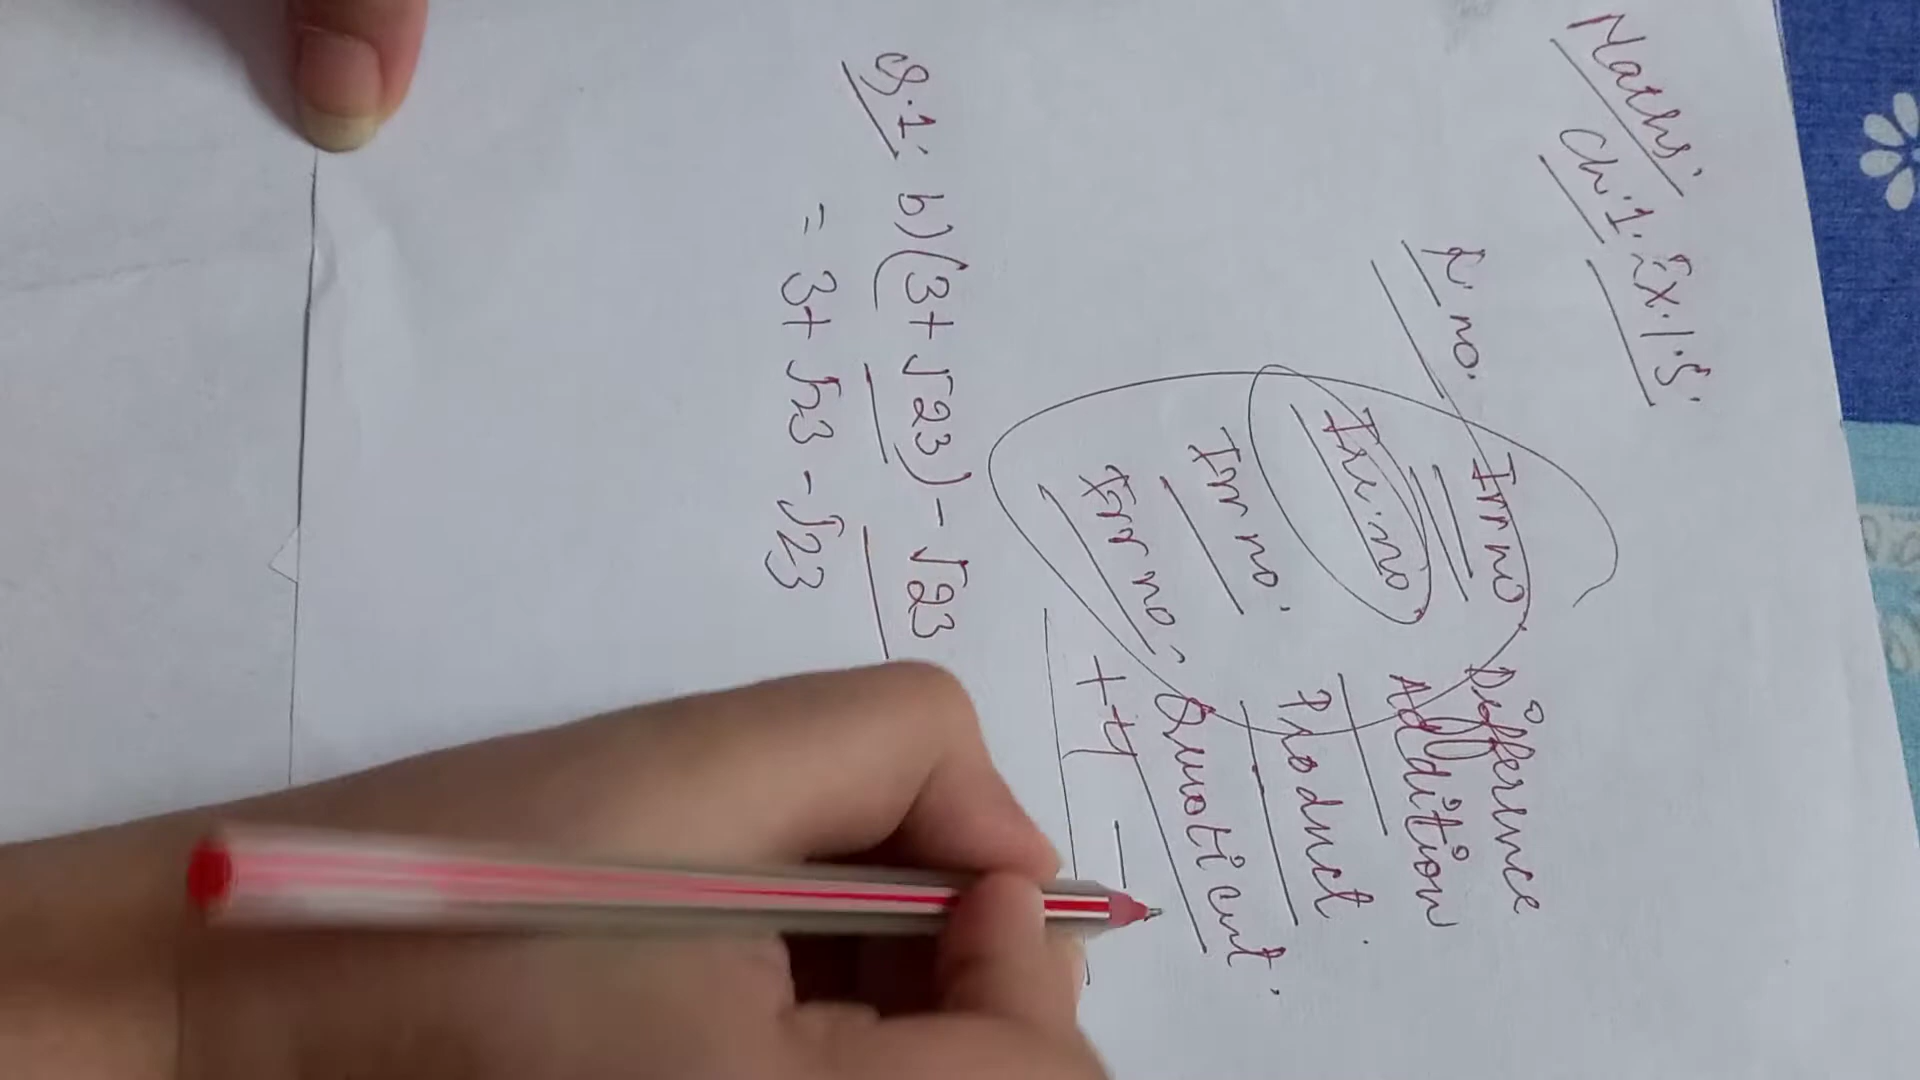 Maths.
Ch.1. Ex.1.5.
r. no. Irr no. Difference
Irr. no. Addition
Irr no. Product.
Irr no. Quotient.
+ 4 —
Q.1: b) (3+√23) - √23
= 3+ √23 - √23